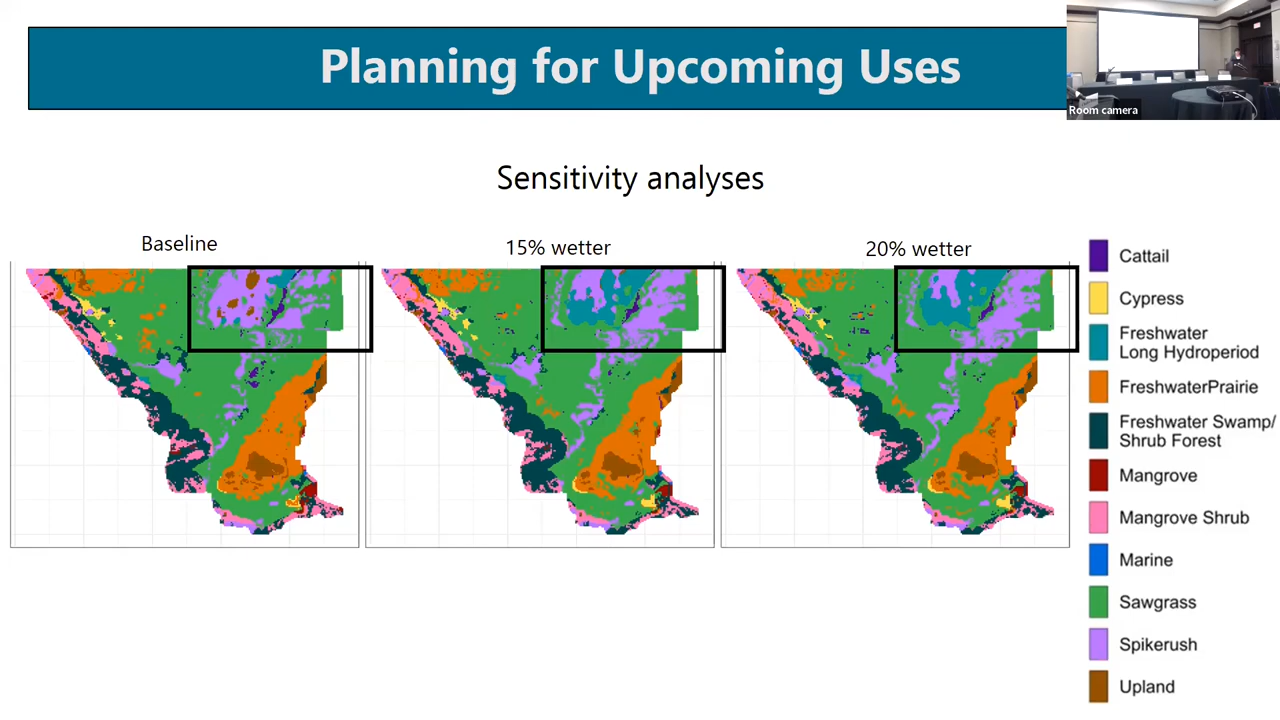 Planning for Upcoming Uses
Room camera
Sensitivity analyses
Baseline
15% wetter
20% wetter
Cattail
Cypress
Freshwater
Long Hydroperiod
FreshwaterPrairie
Freshwater Swamp/
Shrub Forest
Mangrove
Mangrove Shrub
Marine
Sawgrass
Spikerush
Upland